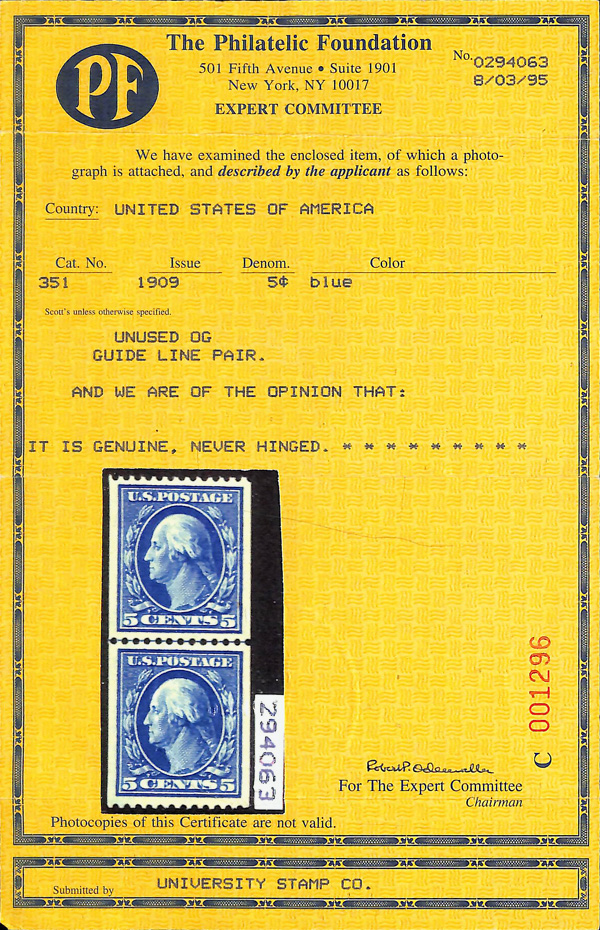 PF
The Philatelic Foundation
501 Fifth Avenue • Suite 1901
New York, NY 10017
EXPERT COMMITTEE
No. 0294063
8/03/95
We have examined the enclosed item, of which a photo-
graph is attached, and described by the applicant as follows:
Country: UNITED STATES OF AMERICA
Cat. No. Issue Denom. Color
351 1909 5¢ blue
Scott's unless otherwise specified.
UNUSED OG
GUIDE LINE PAIR.
AND WE ARE OF THE OPINION THAT:
IT IS GENUINE, NEVER HINGED. * * * * * * * * *
U.S. POSTAGE
5 CENTS 5
U.S. POSTAGE
5 CENTS 5
294063
C 001296
For The Expert Committee
Chairman
Photocopies of this Certificate are not valid.
Submitted by UNIVERSITY STAMP CO.